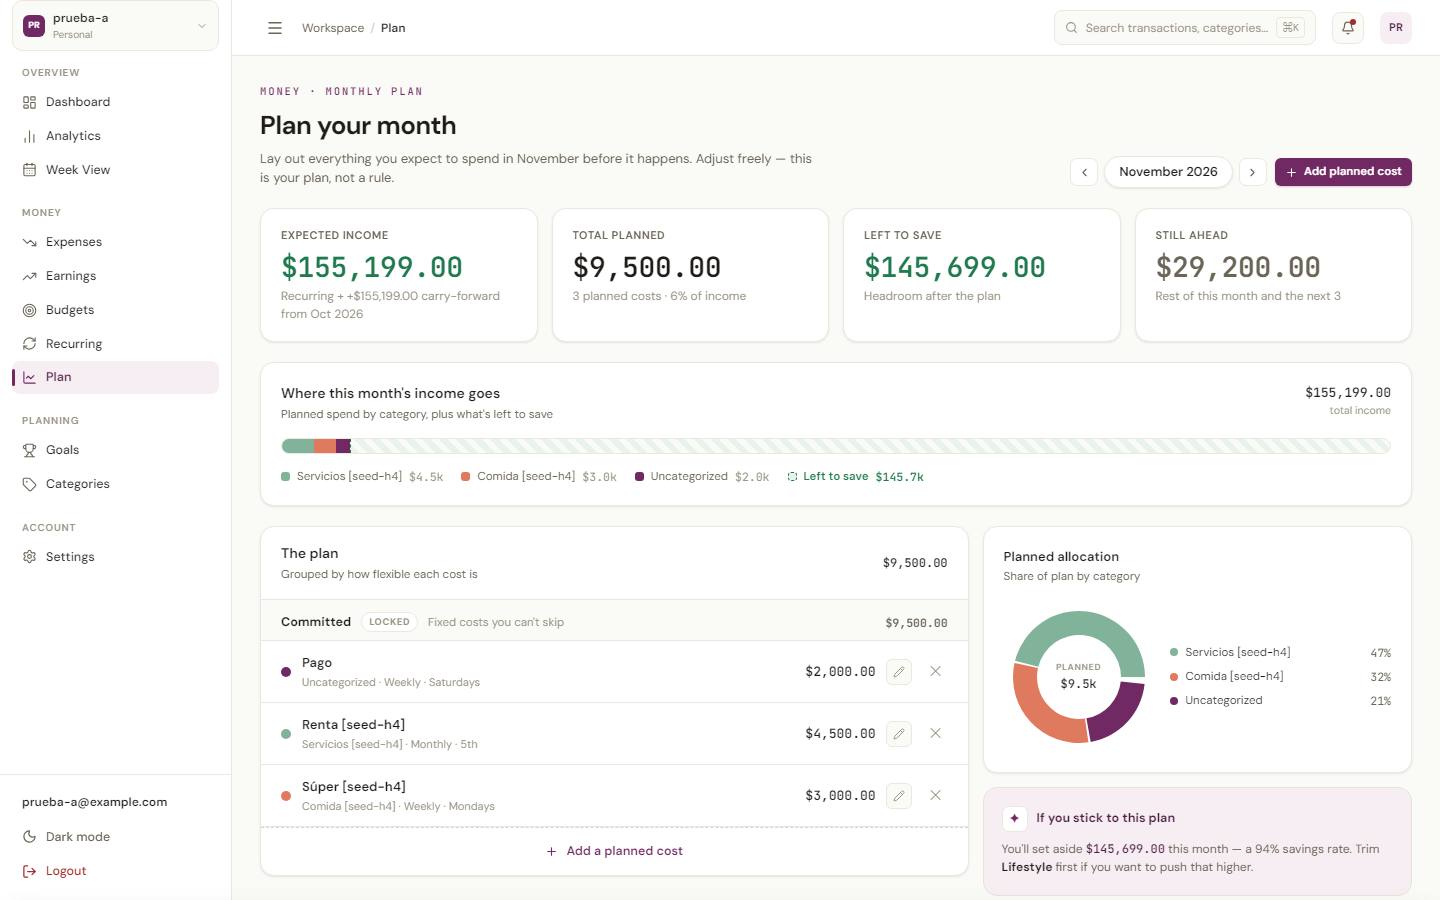 PR
prueba-a
Personal
OVERVIEW
Dashboard
Analytics
Week View
MONEY
Expenses
Earnings
Budgets
Recurring
Plan
PLANNING
Goals
Categories
ACCOUNT
Settings
prueba-a@example.com
Dark mode
Logout
Workspace / Plan
Search transactions, categories... ⌘K
PR
MONEY · MONTHLY PLAN
Plan your month
Lay out everything you expect to spend in November before it happens. Adjust freely — this
is your plan, not a rule.
‹ November 2026 ›
+ Add planned cost
EXPECTED INCOME
$155,199.00
Recurring + +$155,199.00 carry-forward
from Oct 2026
TOTAL PLANNED
$9,500.00
3 planned costs · 6% of income
LEFT TO SAVE
$145,699.00
Headroom after the plan
STILL AHEAD
$29,200.00
Rest of this month and the next 3
Where this month's income goes
Planned spend by category, plus what's left to save
$155,199.00
total income
Servicios [seed-h4] $4.5k Comida [seed-h4] $3.0k Uncategorized $2.0k Left to save $145.7k
The plan
Grouped by how flexible each cost is
$9,500.00
Committed LOCKED Fixed costs you can't skip $9,500.00
Pago
Uncategorized · Weekly · Saturdays
$2,000.00
Renta [seed-h4]
Servicios [seed-h4] · Monthly · 5th
$4,500.00
Súper [seed-h4]
Comida [seed-h4] · Weekly · Mondays
$3,000.00
+ Add a planned cost
Planned allocation
Share of plan by category
PLANNED
$9.5k
Servicios [seed-h4] 47%
Comida [seed-h4] 32%
Uncategorized 21%
If you stick to this plan
You'll set aside $145,699.00 this month — a 94% savings rate. Trim
Lifestyle first if you want to push that higher.